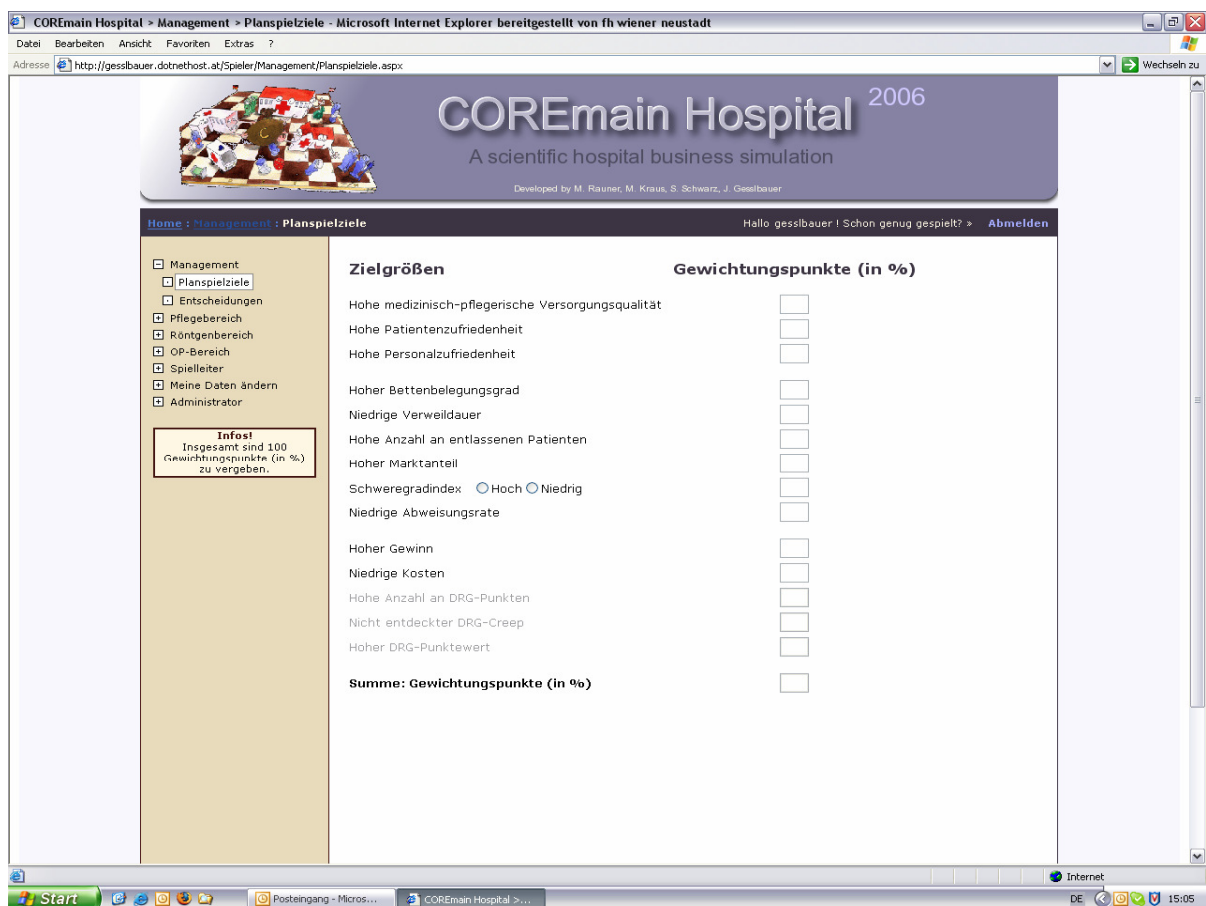 COREmain Hospital > Management > Planspielziele - Microsoft Internet Explorer bereitgestellt von fh wiener neustadt
Datei Bearbeiten Ansicht Favoriten Extras ?
Adresse http://gesslbauer.dotnethost.at/Spieler/Management/Planspielziele.aspx Wechseln zu
COREmain Hospital 2006
A scientific hospital business simulation
Developed by M. Rauner, M. Kraus, S. Schwarz, J. Gesslbauer
Home : Management : Planspielziele Hallo gesslbauer ! Schon genug gespielt? » Abmelden
Management
Planspielziele
Entscheidungen
Pflegebereich
Röntgenbereich
OP-Bereich
Spielleiter
Meine Daten ändern
Administrator
Infos!
Insgesamt sind 100
Gewichtungspunkte (in %)
zu vergeben.
Zielgrößen Gewichtungspunkte (in %)
Hohe medizinisch-pflegerische Versorgungsqualität
Hohe Patientenzufriedenheit
Hohe Personalzufriedenheit
Hoher Bettenbelegungsgrad
Niedrige Verweildauer
Hohe Anzahl an entlassenen Patienten
Hoher Marktanteil
Schweregradindex Hoch Niedrig
Niedrige Abweisungsrate
Hoher Gewinn
Niedrige Kosten
Hohe Anzahl an DRG-Punkten
Nicht entdeckter DRG-Creep
Hoher DRG-Punktewert
Summe: Gewichtungspunkte (in %)
Internet
Start Posteingang - Micros... COREmain Hospital >... DE 15:05